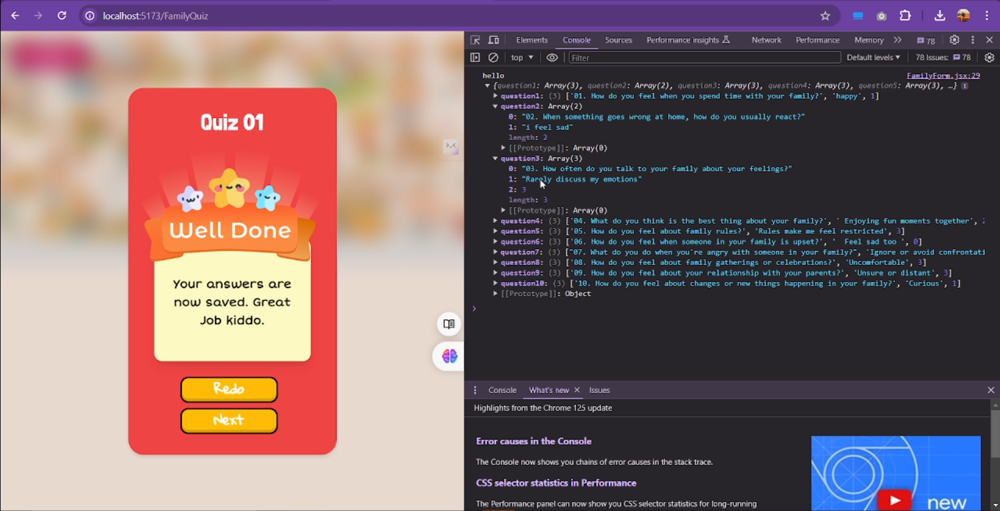 localhost:5173/FamilyQuiz
Quiz 01
Well Done
Your answers are
now saved. Great
Job kiddo.
Redo
Next
Elements Console Sources Performance insights Network Performance Memory 78
top Filter Default levels 78 Issues: 78
hello FamilyForm.jsx:29
{question1: Array(3), question2: Array(2), question3: Array(3), question4: Array(3), question5: Array(3), …} i
question1: (3) ['01. How do you feel when you spend time with your family?', 'happy', 1]
question2: Array(2)
0: "02. When something goes wrong at home, how do you usually react?"
1: "i feel sad"
length: 2
[[Prototype]]: Array(0)
question3: Array(3)
0: "03. How often do you talk to your family about your feelings?"
1: "Rarely discuss my emotions"
2: 3
length: 3
[[Prototype]]: Array(0)
question4: (3) ['04. What do you think is the best thing about your family?', ' Enjoying fun moments together',
question5: (3) ['05. How do you feel about family rules?', 'Rules make me feel restricted', 3]
question6: (3) ['06. How do you feel when someone in your family is upset?', '  Feel sad too ', 0]
question7: (3) ["07. What do you do when you're angry with someone in your family?", 'Ignore or avoid confrontati
question8: (3) ['08. How do you feel about family gatherings or celebrations?', 'Uncomfortable', 3]
question9: (3) ['09. How do you feel about your relationship with your parents?', 'Unsure or distant', 3]
question10: (3) ['10. How do you feel about changes or new things happening in your family?', 'Curious', 1]
[[Prototype]]: Object
Console What's new Issues
Highlights from the Chrome 125 update
Error causes in the Console
The Console now shows you chains of error causes in the stack trace.
CSS selector statistics in Performance
The Performance panel can now show you CSS selector statistics for long-running
new